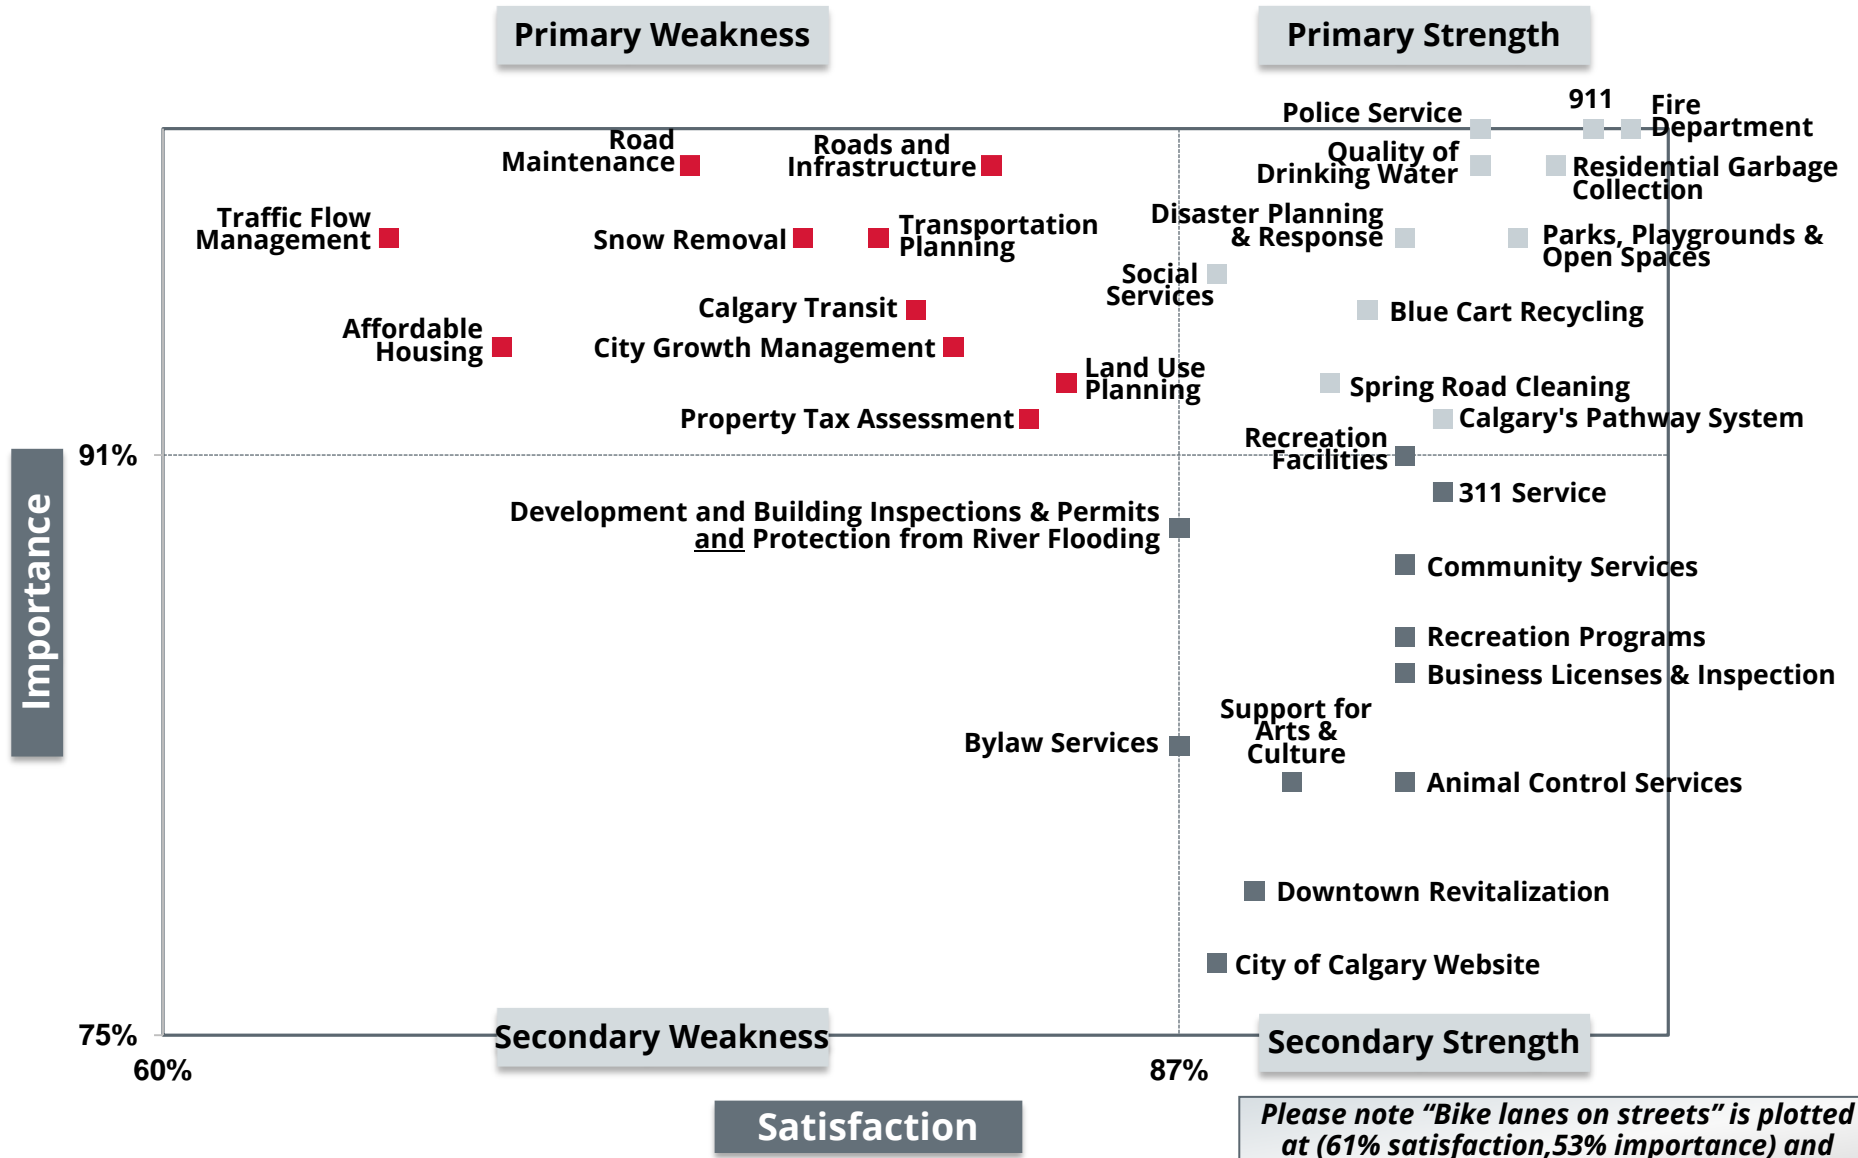 Primary Weakness
Primary Strength
911
Police Service
Fire
Department
Road
Maintenance
Roads and
Infrastructure
Quality of
Drinking Water
Residential Garbage
Collection
Traffic Flow
Management
Snow Removal
Transportation
Planning
Disaster Planning
& Response
Parks, Playgrounds &
Open Spaces
Social
Services
Calgary Transit
Blue Cart Recycling
Affordable
Housing
City Growth Management
Land Use
Planning
Spring Road Cleaning
Property Tax Assessment
Calgary's Pathway System
Recreation
Facilities
91%
311 Service
Development and Building Inspections & Permits
and Protection from River Flooding
Community Services
Importance
Recreation Programs
Business Licenses & Inspection
Support for
Arts &
Culture
Bylaw Services
Animal Control Services
Downtown Revitalization
City of Calgary Website
75%
Secondary Weakness
Secondary Strength
60%
87%
Satisfaction
Please note “Bike lanes on streets” is plotted
at (61% satisfaction,53% importance) and